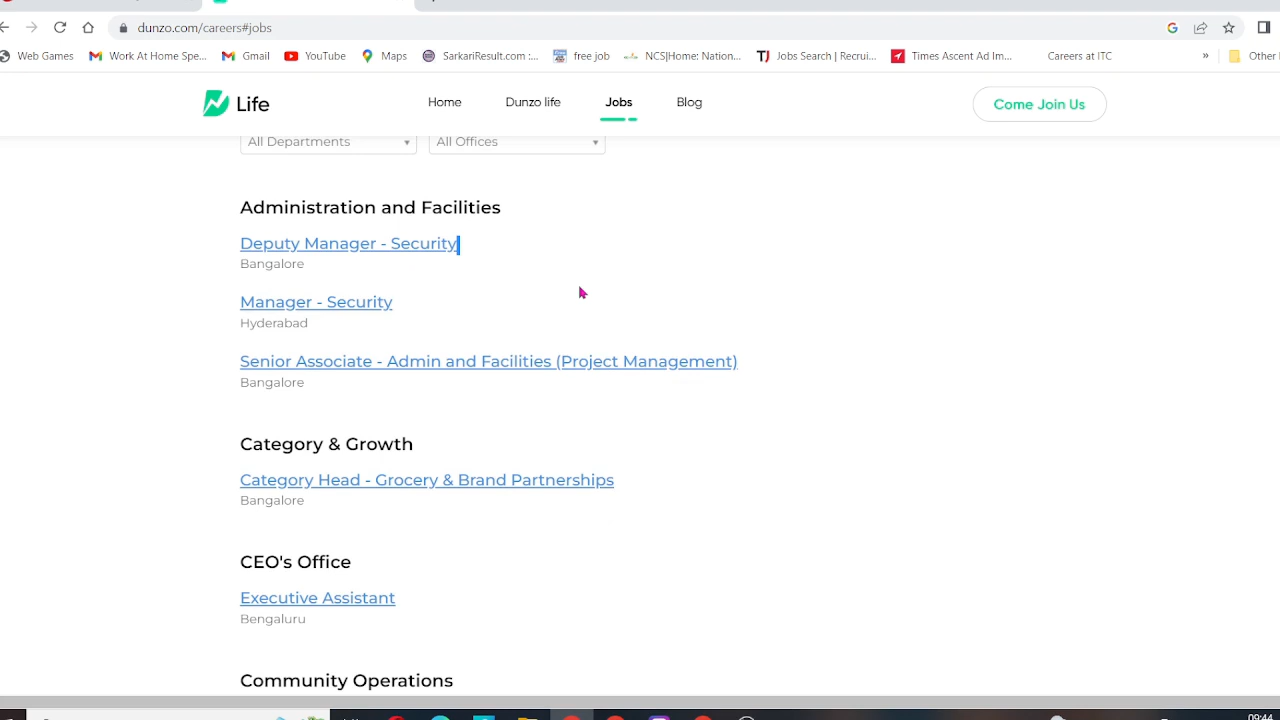 dunzo.com/careers#jobs
Web Games Work At Home Spe... Gmail YouTube Maps SarkariResult.com :... free job NCS|Home: Nation... Jobs Search | Recrui... Times Ascent Ad Im... Careers at ITC » Other
Life Home Dunzo life Jobs Blog Come Join Us
All Departments All Offices
Administration and Facilities
Deputy Manager - Security
Bangalore
Manager - Security
Hyderabad
Senior Associate - Admin and Facilities (Project Management)
Bangalore
Category & Growth
Category Head - Grocery & Brand Partnerships
Bangalore
CEO's Office
Executive Assistant
Bengaluru
Community Operations
09:44